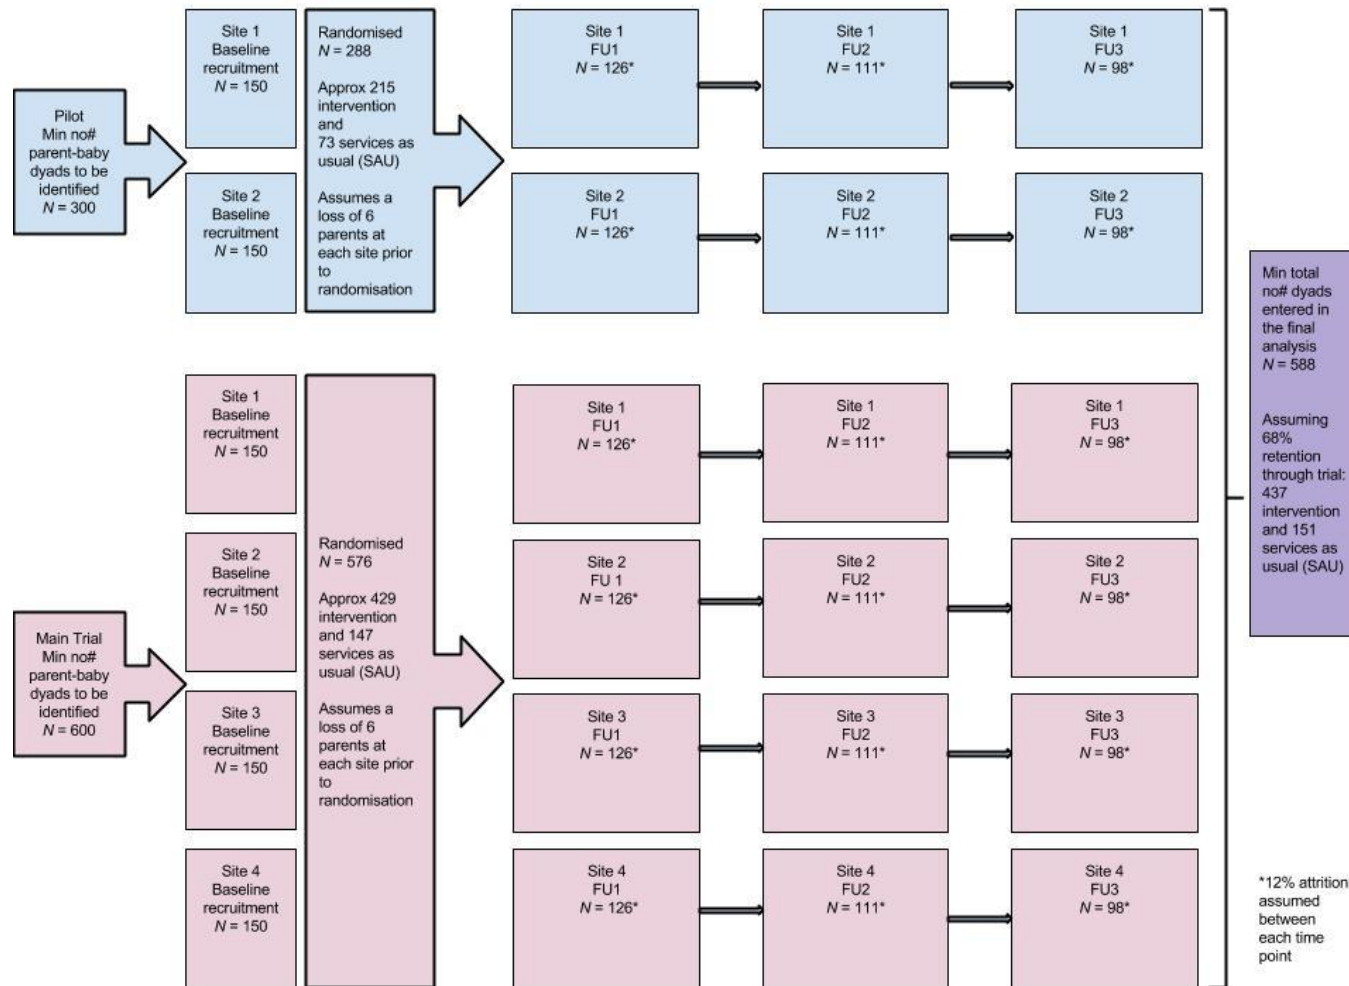 Pilot
Min no#
parent-baby
dyads to be
identified
N = 300
Site 1
Baseline
recruitment
N = 150
Site 2
Baseline
recruitment
N = 150
Randomised
N = 288
Approx 215
intervention
and
73 services as
usual (SAU)
Assumes a
loss of 6
parents at
each site prior
to
randomisation
Site 1
FU1
N = 126*
Site 1
FU2
N = 111*
Site 1
FU3
N = 98*
Site 2
FU1
N = 126*
Site 2
FU2
N = 111*
Site 2
FU3
N = 98*
Main Trial
Min no#
parent-baby
dyads to be
identified
N = 600
Site 1
Baseline
recruitment
N = 150
Site 2
Baseline
recruitment
N = 150
Site 3
Baseline
recruitment
N = 150
Site 4
Baseline
recruitment
N = 150
Randomised
N = 576
Approx 429
intervention
and 147
services as
usual (SAU)
Assumes a
loss of 6
parents at
each site prior
to
randomisation
Site 1
FU1
N = 126*
Site 1
FU2
N = 111*
Site 1
FU3
N = 98*
Site 2
FU 1
N = 126*
Site 2
FU2
N = 111*
Site 2
FU3
N = 98*
Site 3
FU1
N = 126*
Site 3
FU2
N = 111*
Site 3
FU3
N = 98*
Site 4
FU1
N = 126*
Site 4
FU2
N = 111*
Site 4
FU3
N = 98*
Min total
no# dyads
entered in
the final
analysis
N = 588
Assuming
68%
retention
through trial:
437
intervention
and 151
services as
usual (SAU)
*12% attrition
assumed
between
each time
point